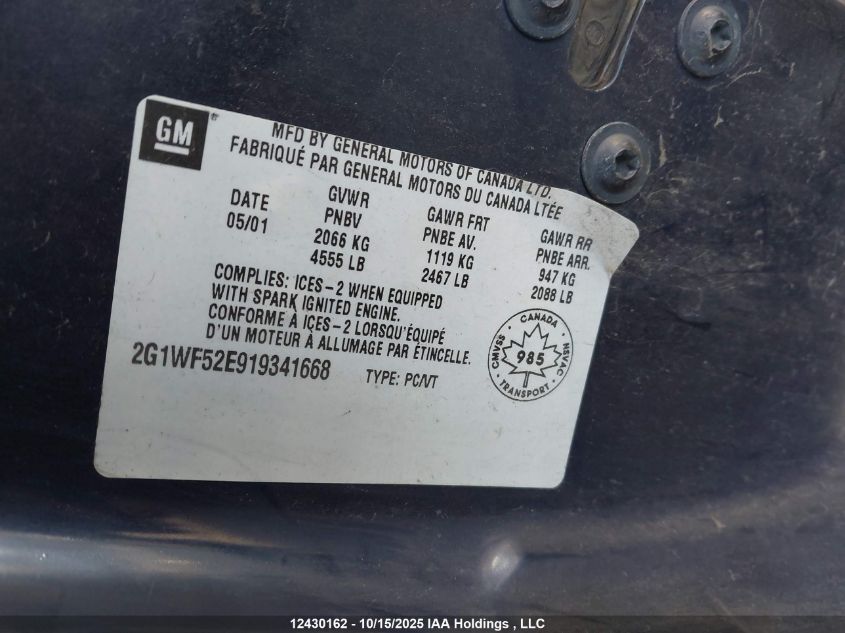 GM
MFD BY GENERAL MOTORS OF CANADA LTD.
FABRIQUÉ PAR GENERAL MOTORS DU CANADA LTÉE
DATE GVWR GAWR FRT GAWR RR
05/01 PNBV PNBE AV. PNBE ARR.
2066 KG 1119 KG 947 KG
4555 LB 2467 LB 2088 LB
COMPLIES: ICES-2 WHEN EQUIPPED
WITH SPARK IGNITED ENGINE.
CONFORME À ICES-2 LORSQU'ÉQUIPÉ
D'UN MOTEUR À ALLUMAGE PAR ÉTINCELLE.
2G1WF52E919341668 TYPE: PC/VT
CANADA
CMVSS 985 NSVAC
TRANSPORT
12430162 - 10/15/2025 IAA Holdings , LLC